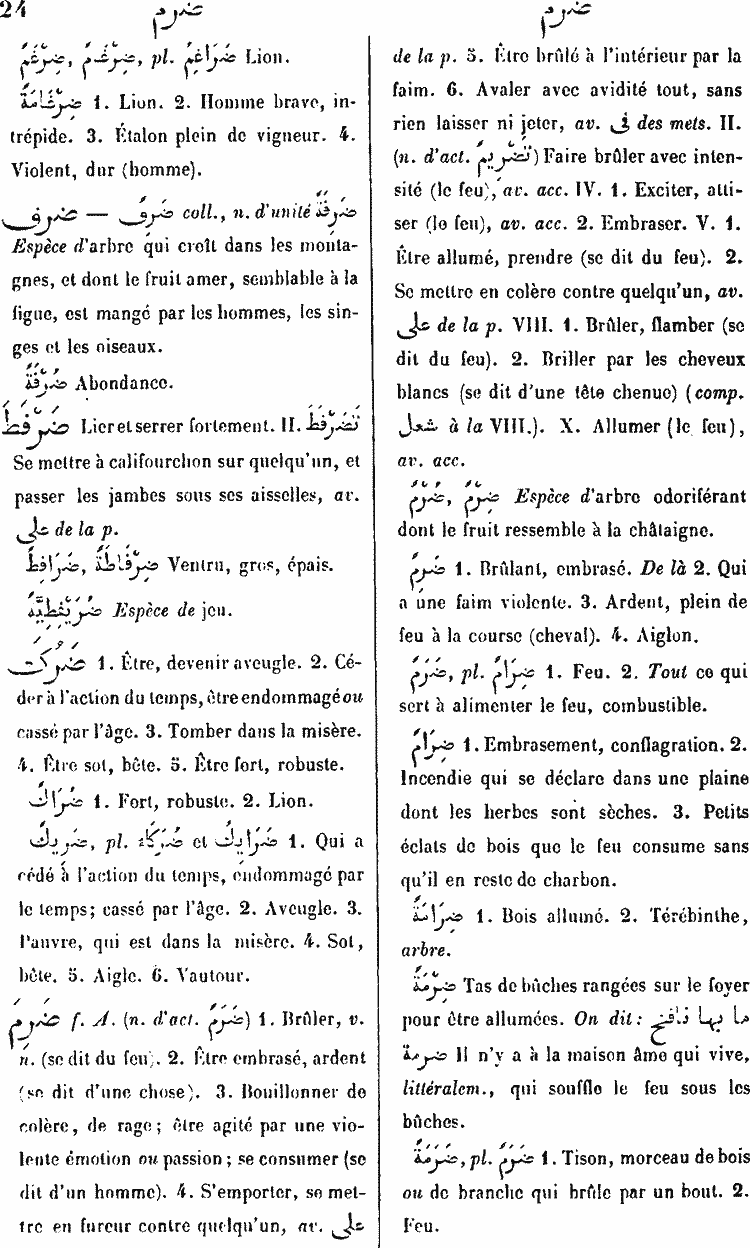 24
ضرم
ضرم
ضِرْغَمٌ, ضِرْغَمٌ, pl. ضَرَاغِمُ Lion.
ضِرْغَامَةٌ 1. Lion. 2. Homme brave, in-
trépide. 3. Étalon plein de vigueur. 4.
Violent, dur (homme).
ضرف — ضَرِفٌ coll., n. d'unité ضَرِفَةٌ
Espèce d'arbre qui croît dans les monta-
gnes, et dont le fruit amer, semblable à la
figue, est mangé par les hommes, les sin-
ges et les oiseaux.
ضَرِفَةٌ Abondance.
ضَرْفَطَ Lier et serrer fortement. II. تَضَرْفَطَ
Se mettre à califourchon sur quelqu'un, et
passer les jambes sous ses aisselles, av.
على de la p.
ضُرَافِطٌ, ضِرْفَاطَةٌ Ventru, gros, épais.
ضُرَيْفِطِيَّةٌ Espèce de jeu.
ضَرُكَ 1. Être, devenir aveugle. 2. Cé-
der à l'action du temps, être endommagé ou
cassé par l'âge. 3. Tomber dans la misère.
4. Être sot, bête. 5. Être fort, robuste.
ضُرَاكٌ 1. Fort, robuste. 2. Lion.
ضَرِيكٌ, pl. ضُرَكَاءُ et ضَرَايِكُ 1. Qui a
cédé à l'action du temps, endommagé par
le temps; cassé par l'âge. 2. Aveugle. 3.
Pauvre, qui est dans la misère. 4. Sot,
bête. 5. Aigle. 6. Vautour.
ضَرِمَ f. A. (n. d'act. ضَرَمٌ) 1. Brûler, v.
n. (se dit du feu). 2. Être embrasé, ardent
(se dit d'une chose). 3. Bouillonner de
colère, de rage; être agité par une vio-
lente émotion ou passion; se consumer (se
dit d'un homme). 4. S'emporter, se met-
tre en fureur contre quelqu'un, av. على
de la p. 5. Être brûlé à l'intérieur par la
faim. 6. Avaler avec avidité tout, sans
rien laisser ni jeter, av. فى des mets. II.
(n. d'act. تَضْرِيمٌ) Faire brûler avec inten-
sité (le feu), av. acc. IV. 1. Exciter, atti-
ser (le feu), av. acc. 2. Embraser. V. 1.
Être allumé, prendre (se dit du feu). 2.
Se mettre en colère contre quelqu'un, av.
على de la p. VIII. 1. Brûler, flamber (se
dit du feu). 2. Briller par les cheveux
blancs (se dit d'une tête chenue) (comp.
شعل à la VIII.). X. Allumer (le feu),
av. acc.
ضَرْمٌ, ضِرْمٌ Espèce d'arbre odoriférant
dont le fruit ressemble à la châtaigne.
ضَرِمٌ 1. Brûlant, embrasé. De là 2. Qui
a une faim violente. 3. Ardent, plein de
feu à la course (cheval). 4. Aiglon.
ضَرَمٌ, pl. ضِرَامٌ 1. Feu. 2. Tout ce qui
sert à alimenter le feu, combustible.
ضِرَامٌ 1. Embrasement, conflagration. 2.
Incendie qui se déclare dans une plaine
dont les herbes sont sèches. 3. Petits
éclats de bois que le feu consume sans
qu'il en reste de charbon.
ضِرَامَةٌ 1. Bois allumé. 2. Térébinthe,
arbre.
ضِرْمَةٌ Tas de bûches rangées sur le foyer
pour être allumées. On dit: ما بها نافخ
ضرمة Il n'y a à la maison âme qui vive,
littéralem., qui souffle le feu sous les
bûches.
ضَرَمَةٌ, pl. ضَرَمٌ 1. Tison, morceau de bois
ou de branche qui brûle par un bout. 2.
Feu.